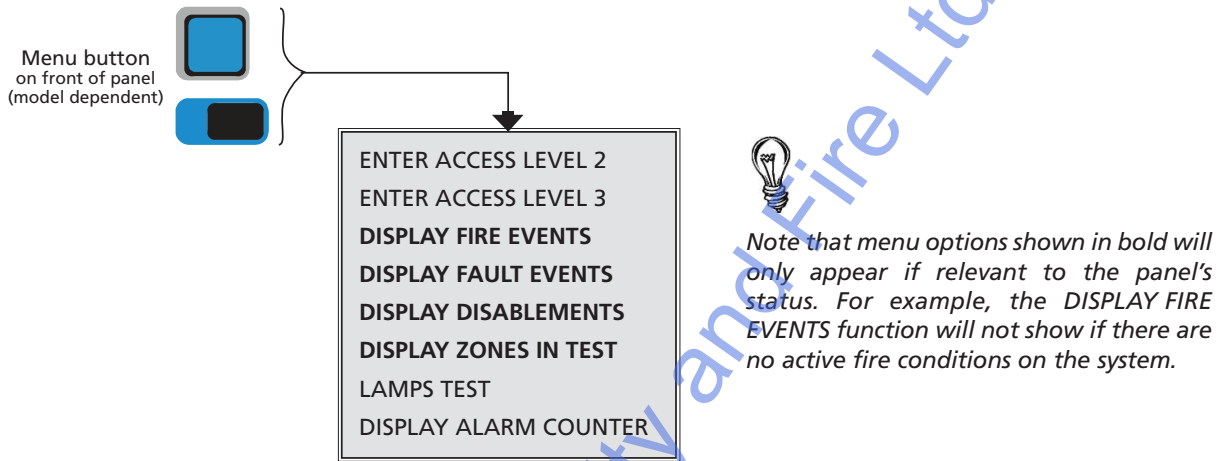 Menu button
on front of panel
(model dependent)
ENTER ACCESS LEVEL 2
ENTER ACCESS LEVEL 3
DISPLAY FIRE EVENTS
DISPLAY FAULT EVENTS
DISPLAY DISABLEMENTS
DISPLAY ZONES IN TEST
LAMPS TEST
DISPLAY ALARM COUNTER
Note that menu options shown in bold will
only appear if relevant to the panel's
status. For example, the DISPLAY FIRE
EVENTS function will not show if there are
no active fire conditions on the system.
and Fire Ltd